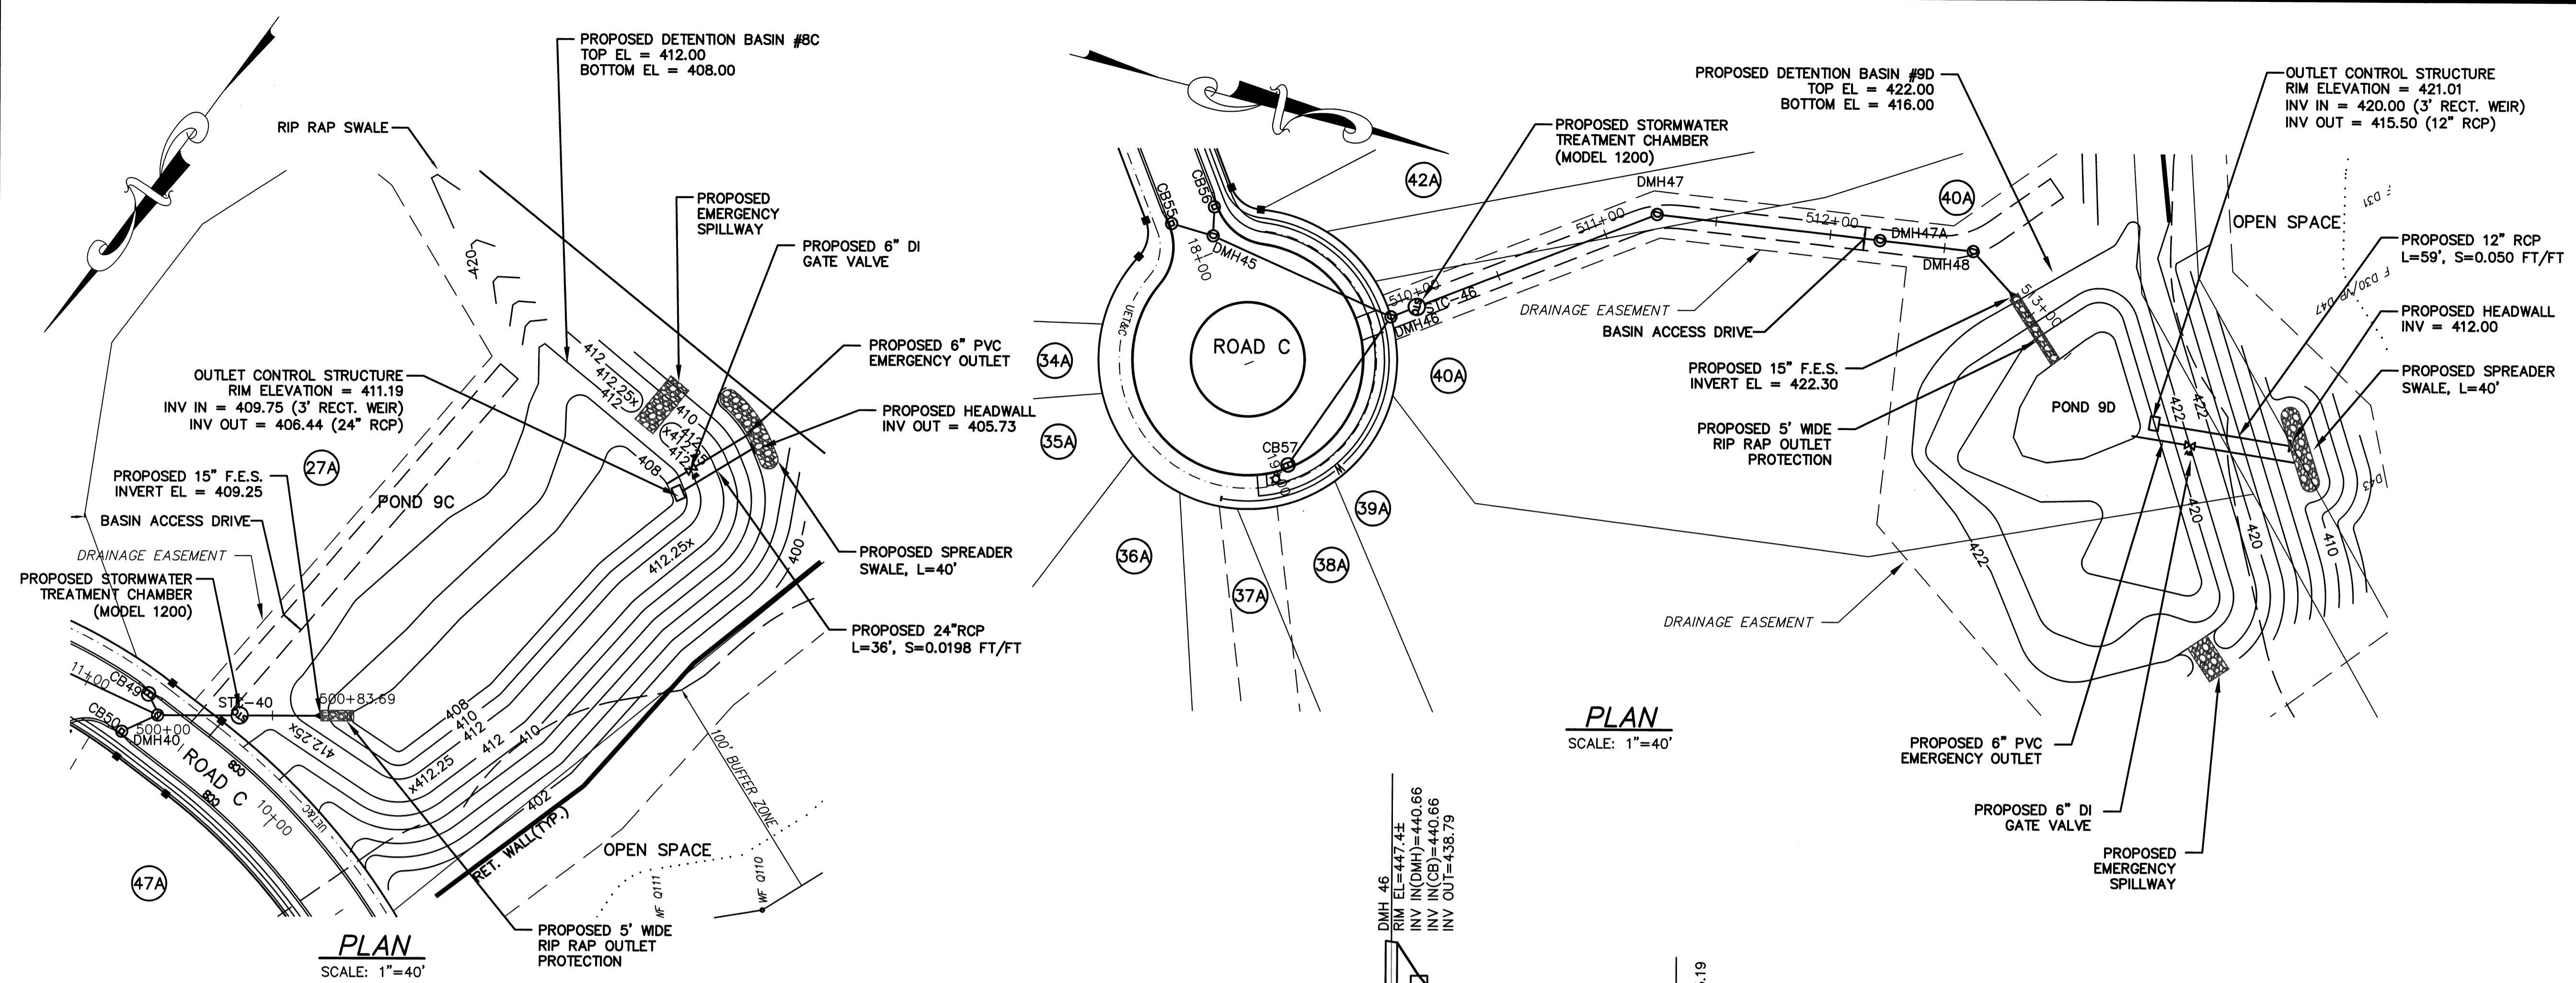 PROPOSED DETENTION BASIN #8C
TOP EL = 412.00
BOTTOM EL = 408.00
RIP RAP SWALE
PROPOSED
EMERGENCY
SPILLWAY
PROPOSED 6" DI
GATE VALVE
420
PROPOSED 6" PVC
EMERGENCY OUTLET
OUTLET CONTROL STRUCTURE
RIM ELEVATION = 411.19
INV IN = 409.75 (3' RECT. WEIR)
INV OUT = 406.44 (24" RCP)
412
412.25x
412
410
PROPOSED HEADWALL
INV OUT = 405.73
408
27A
PROPOSED 15" F.E.S.
INVERT EL = 409.25
POND 9C
BASIN ACCESS DRIVE
DRAINAGE EASEMENT
412.25x
400
PROPOSED SPREADER
SWALE, L=40'
PROPOSED STORMWATER
TREATMENT CHAMBER
(MODEL 1200)
PROPOSED 24"RCP
L=36', S=0.0198 FT/FT
11+00
CB49
STC-40
500+83.69
CB50
500+00
DMH40
412.25x
408
410
412
412
410
x412.25
402
ROAD C
10+00
UET&C
100' BUFFER ZONE
RET. WALL(TYP.)
OPEN SPACE
WF Q111
WF Q110
47A
PROPOSED 5' WIDE
RIP RAP OUTLET
PROTECTION
PLAN
SCALE: 1"=40'
PROPOSED DETENTION BASIN #9D
TOP EL = 422.00
BOTTOM EL = 416.00
OUTLET CONTROL STRUCTURE
RIM ELEVATION = 421.01
INV IN = 420.00 (3' RECT. WEIR)
INV OUT = 415.50 (12" RCP)
PROPOSED STORMWATER
TREATMENT CHAMBER
(MODEL 1200)
42A
DMH47
40A
OPEN SPACE
F D31
CB55
CB56
18+00
DMH45
511+00
512+00
DMH47A
DMH48
PROPOSED 12" RCP
L=59', S=0.050 FT/FT
F D30/WB D47
510+00
STC-46
DMH46
513+00
DRAINAGE EASEMENT
BASIN ACCESS DRIVE
UET&C
ROAD C
34A
35A
40A
PROPOSED HEADWALL
INV = 412.00
PROPOSED 15" F.E.S.
INVERT EL = 422.30
PROPOSED SPREADER
SWALE, L=40'
POND 9D
422
422
PROPOSED 5' WIDE
RIP RAP OUTLET
PROTECTION
CB57
19+00
W
39A
D43
420
420
410
422
36A
38A
37A
DRAINAGE EASEMENT
PLAN
SCALE: 1"=40'
PROPOSED 6" PVC
EMERGENCY OUTLET
PROPOSED 6" DI
GATE VALVE
PROPOSED
EMERGENCY
SPILLWAY
DMH 46
RIM EL=447.4±
INV IN(DMH)=440.66
INV IN(CB)=440.66
INV OUT=438.79